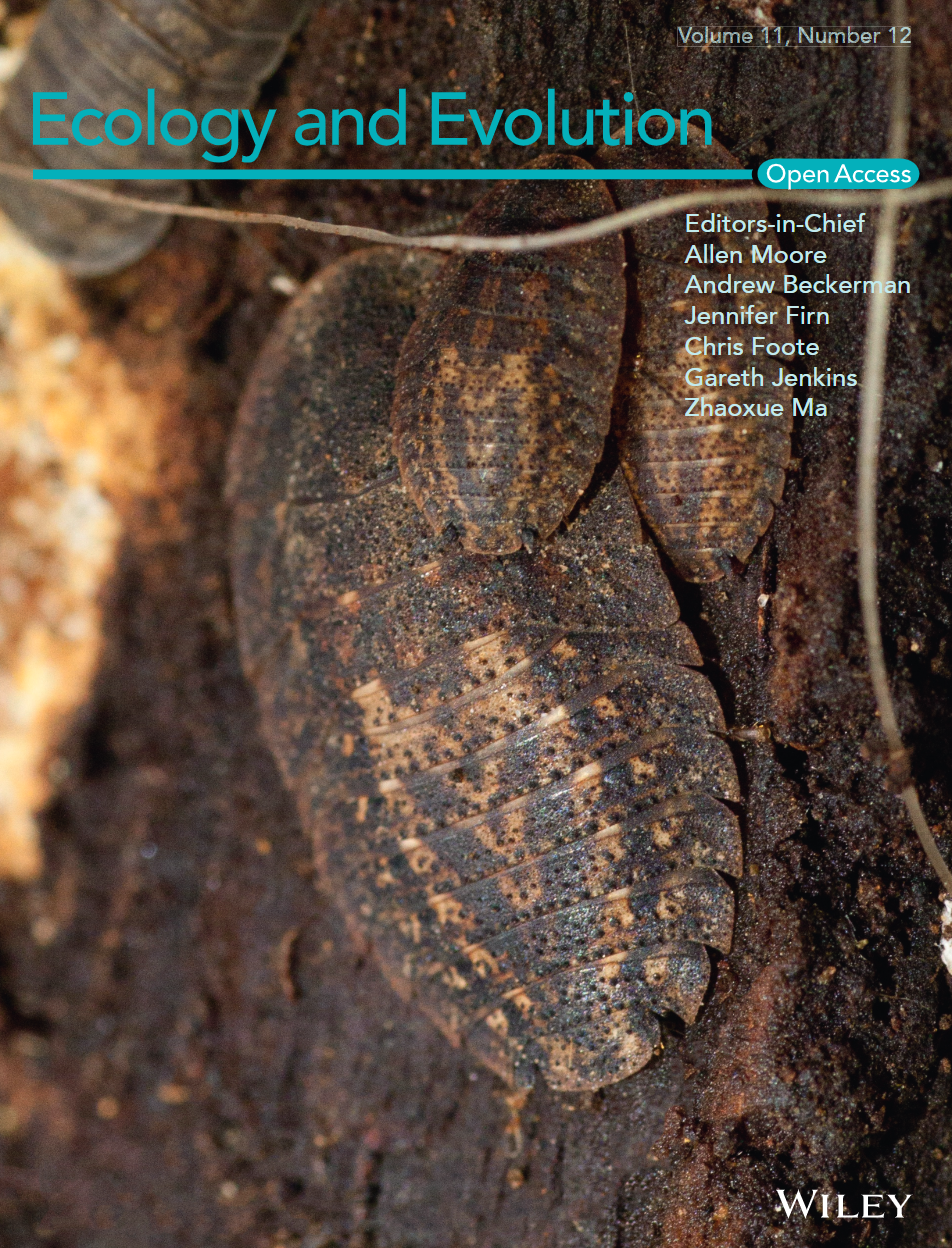 Volume 11, Number 12
Ecology and Evolution
Open Access
Editors-in-Chief
Allen Moore
Andrew Beckerman
Jennifer Firn
Chris Foote
Gareth Jenkins
Zhaoxue Ma
WILEY